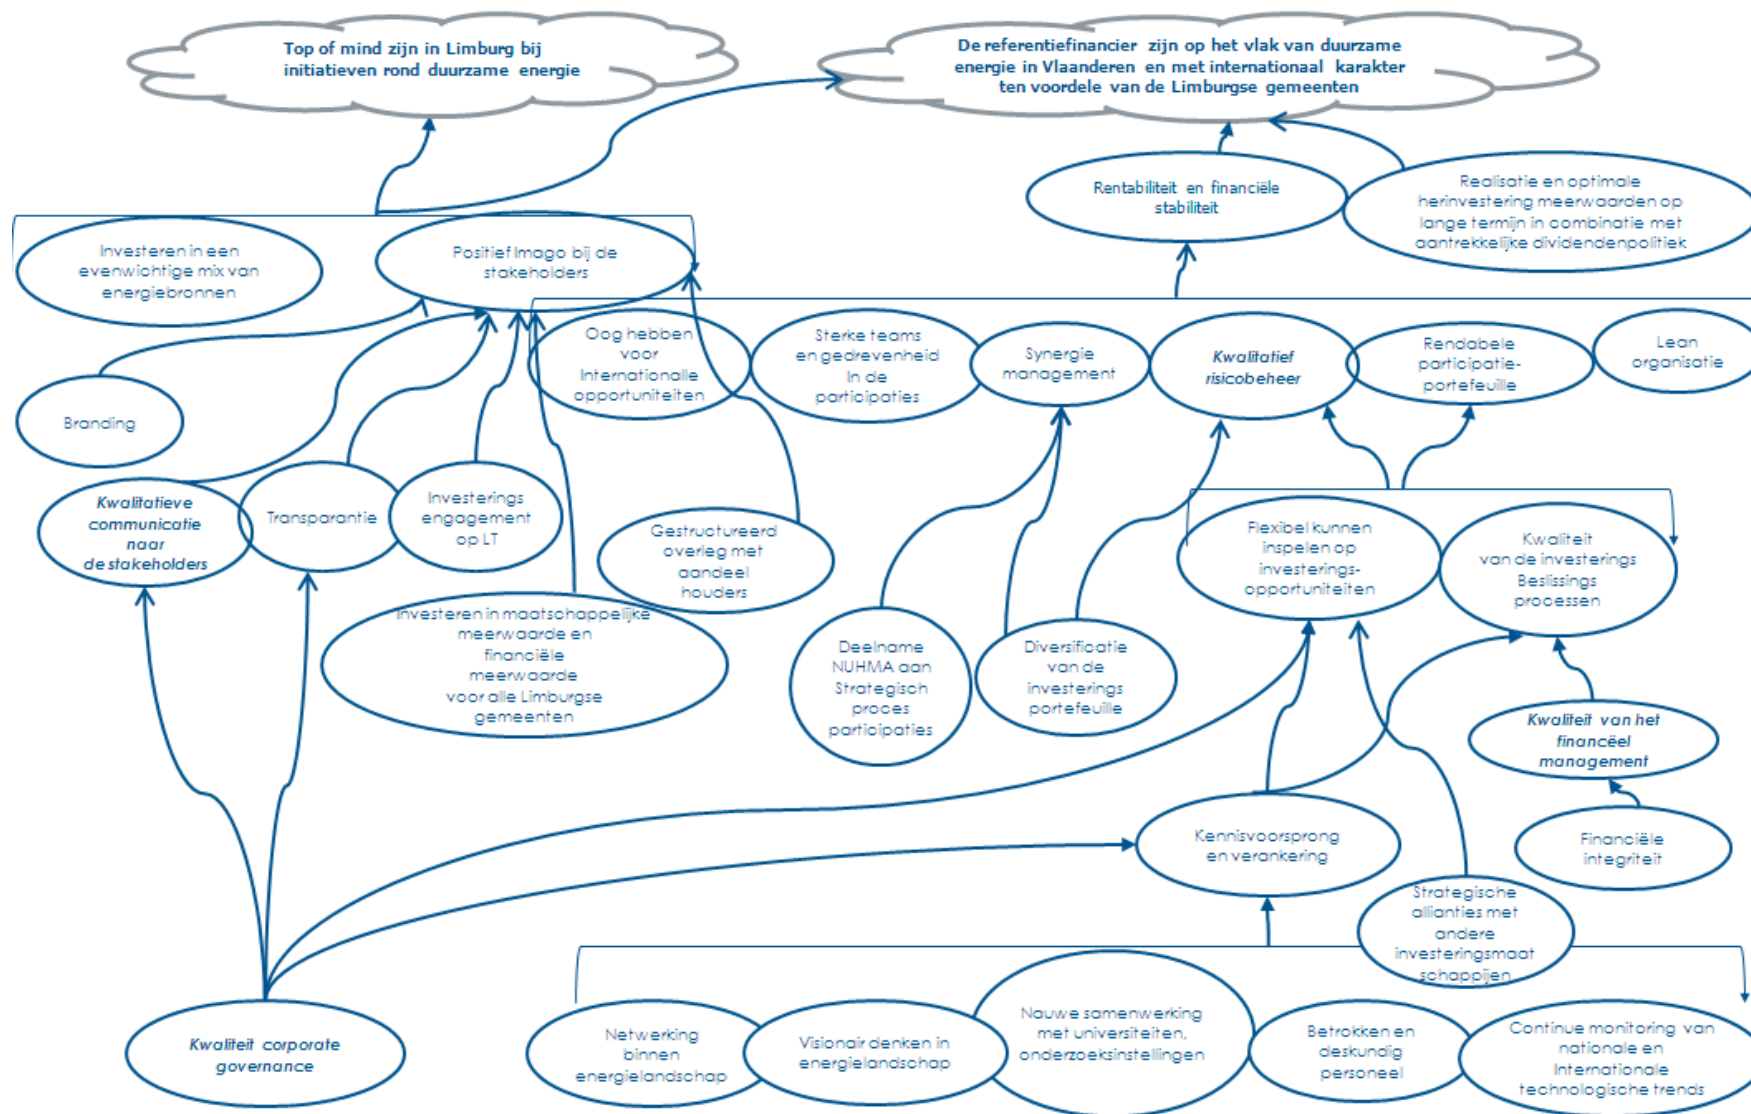 Top of mind zijn in Limburg bij
initiatieven rond duurzame energie
De referentiefinancier zijn op het vlak van duurzame
energie in Vlaanderen en met internationaal karakter
ten voordele van de Limburgse gemeenten
Rentabiliteit en financiële
stabiliteit
Realisatie en optimale
herinvestering meerwaarden op
lange termijn in combinatie met
aantrekkelijke dividendenpolitiek
Investeren in een
evenwichtige mix van
energiebronnen
Positief Imago bij de
stakeholders
Oog hebben
voor
Internationalle
opportuniteiten
Sterke teams
en gedrevenheid
In de
participaties
Synergie
management
Kwalitatief
risicobeheer
Rendabele
participatie-
portefeuille
Lean
organisatie
Branding
Kwalitatieve
communicatie
naar
de stakeholders
Transparantie
Investerings
engagement
op LT
Gestructureerd
overleg met
aandeel
houders
Flexibel kunnen
inspelen op
investerings-
opportuniteiten
Kwaliteit
van de investerings
Beslissings
processen
Investeren in maatschappelijke
meerwaarde en
financiële
meerwaarde
voor alle Limburgse
gemeenten
Deelname
NUHMA aan
Strategisch
proces
participaties
Diversificatie
van de
investerings
portefeuille
Kwaliteit van het
financëel
management
Kennisvoorsprong
en verankering
Financiële
integriteit
Strategische
allianties met
andere
investeringsmaat
schappijen
Kwaliteit corporate
governance
Netwerking
binnen
energielandschap
Visionair denken in
energielandschap
Nauwe samenwerking
met universiteiten,
onderzoeksinstellingen
Betrokken en
deskundig
personeel
Continue monitoring van
nationale en
Internationale
technologische trends